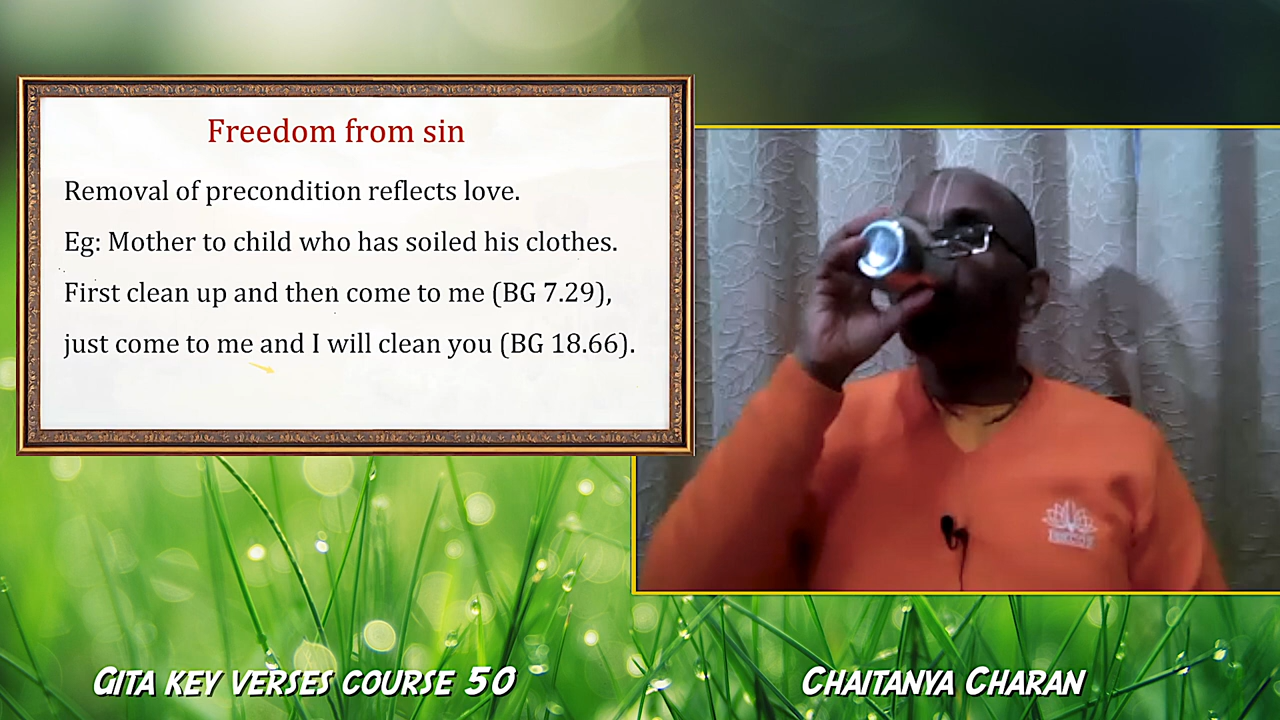 Freedom from sin
Removal of precondition reflects love.
Eg: Mother to child who has soiled his clothes.
First clean up and then come to me (BG 7.29),
just come to me and I will clean you (BG 18.66).
GITA KEY VERSES COURSE 50
CHAITANYA CHARAN